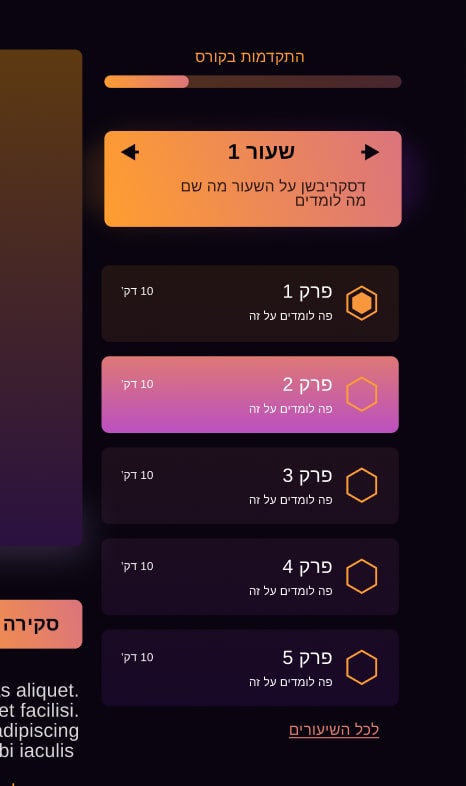 התקדמות בקורס
שעור 1
דסקריבשן על השעור מה שם
מה לומדים
פרק 1
10 דק'
פה לומדים על זה
פרק 2
10 דק'
פה לומדים על זה
פרק 3
10 דק'
פה לומדים על זה
פרק 4
10 דק'
פה לומדים על זה
פרק 5
10 דק'
פה לומדים על זה
לכל השיעורים
סקירה
s aliquet.
et facilisi.
adipiscing
bi iaculis